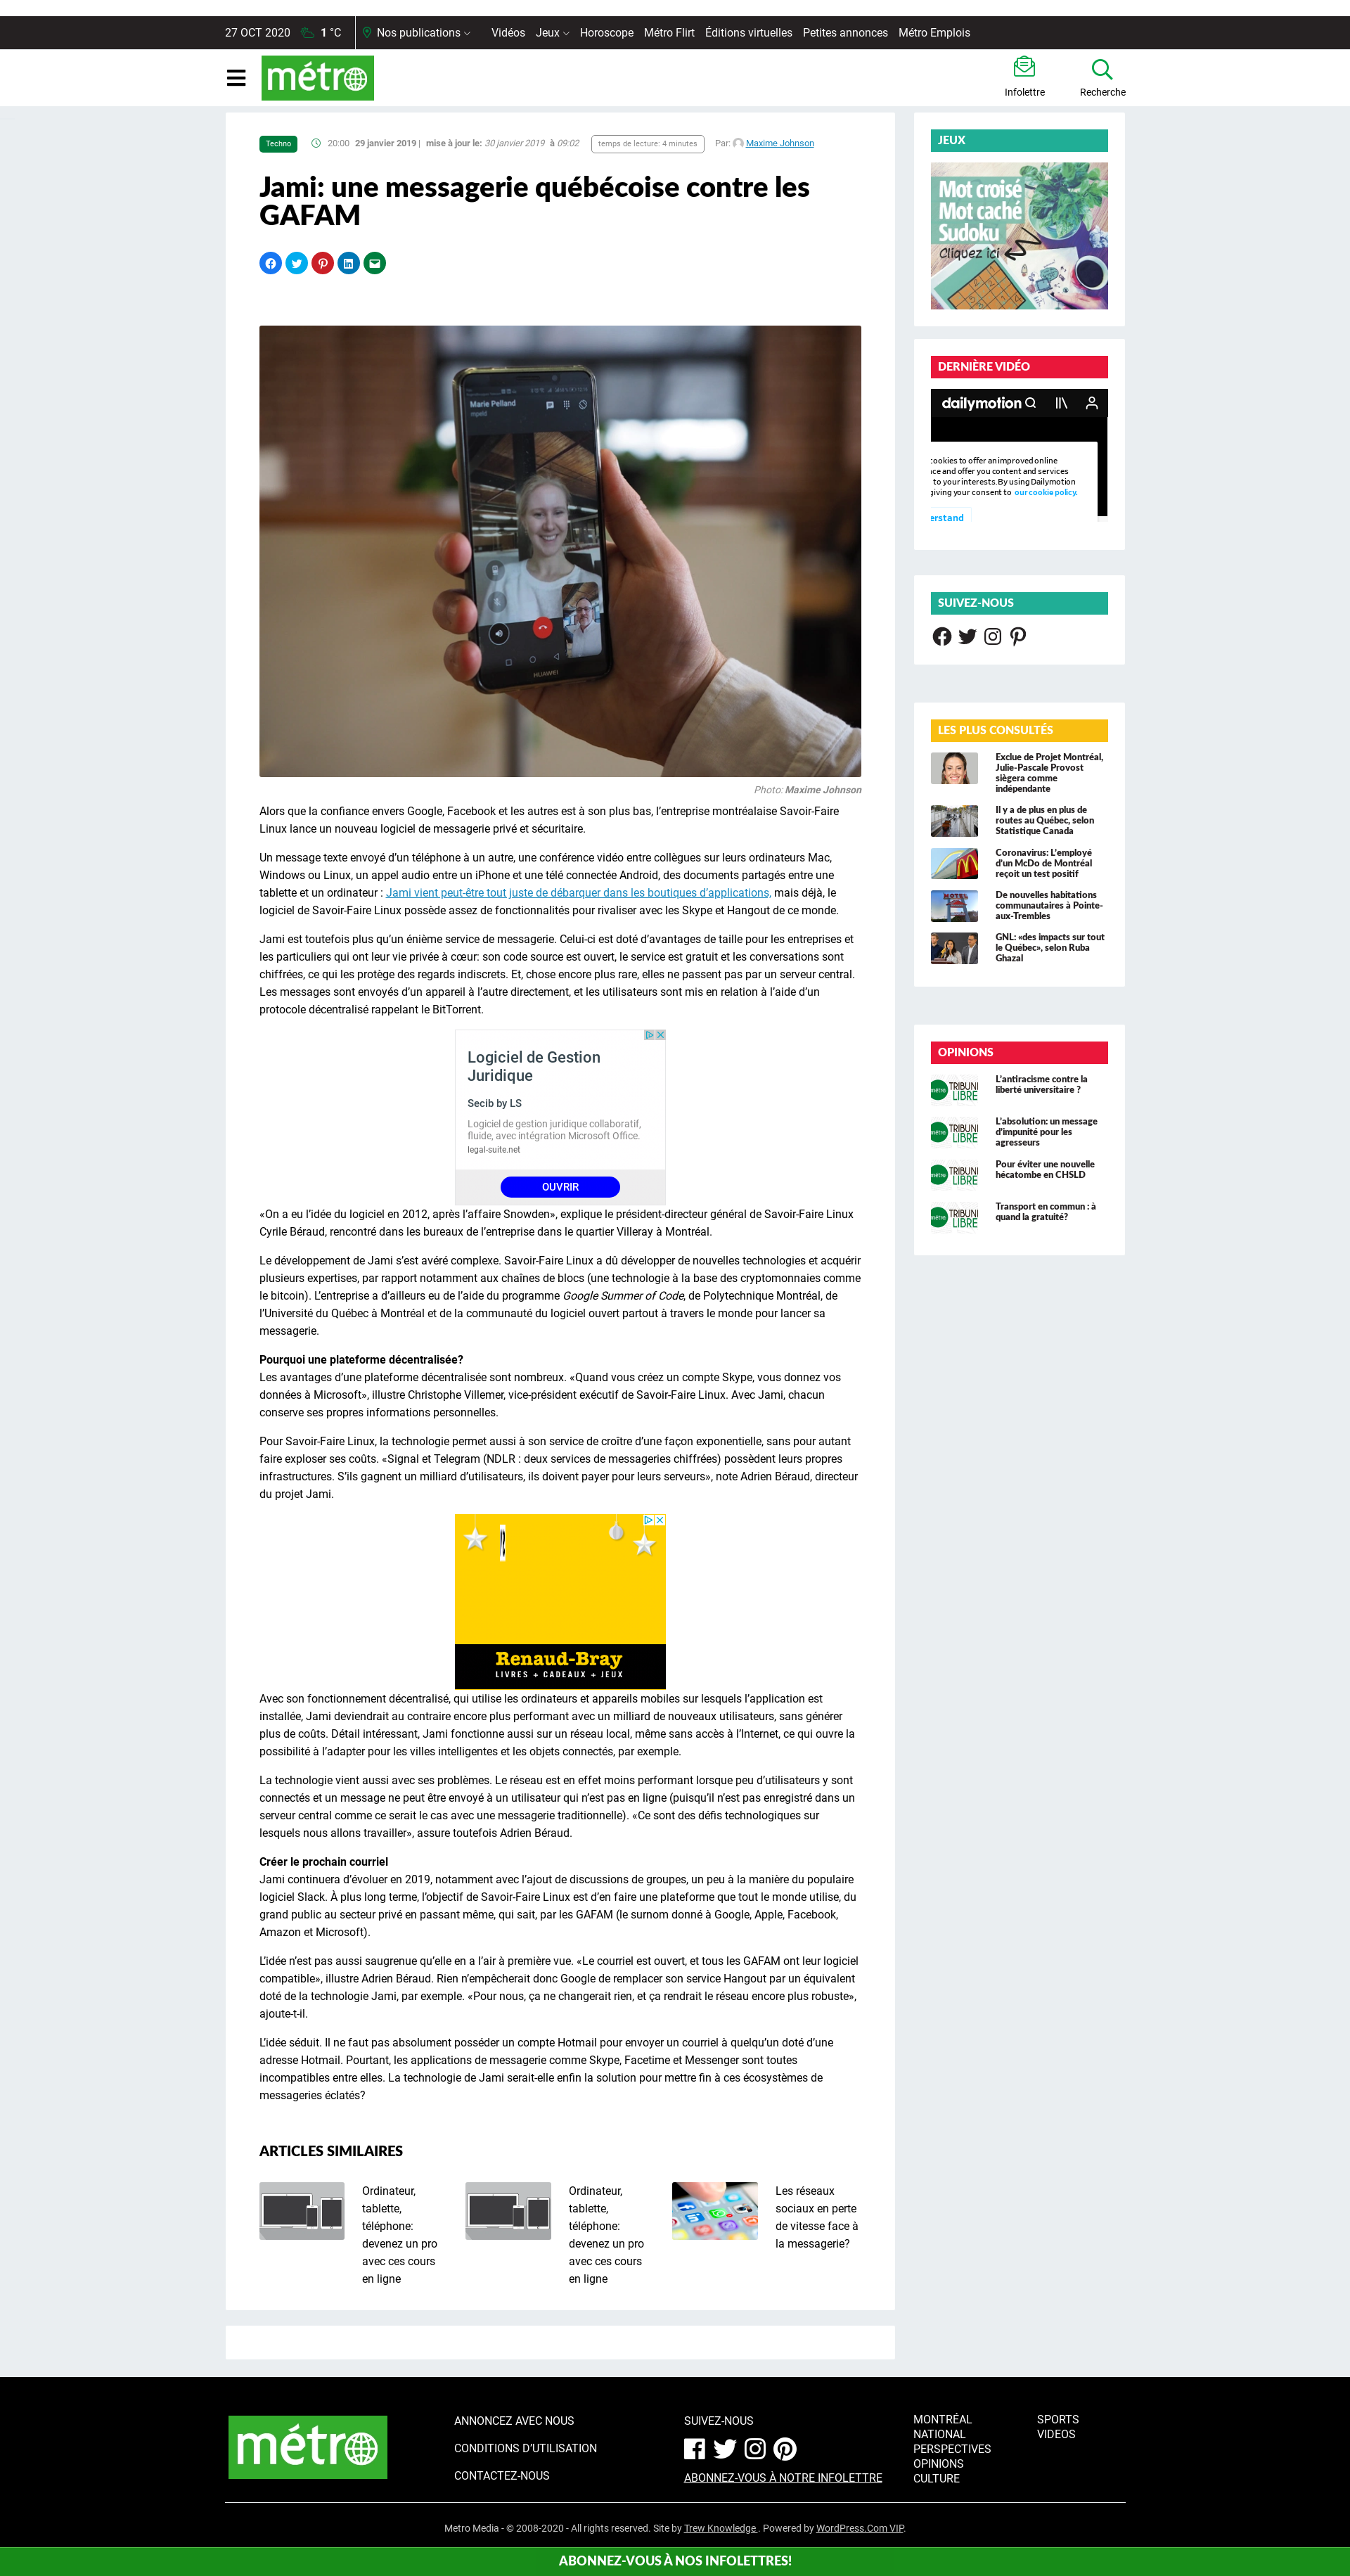 27 OCT 2020 1 °C Nos publications Vidéos Jeux Horoscope Métro Flirt Éditions virtuelles Petites annonces Métro Emplois
métro
Infolettre
Recherche
Techno 20:00 29 janvier 2019 | mise à jour le: 30 janvier 2019 à 09:02 temps de lecture: 4 minutes Par: Maxime Johnson
Jami: une messagerie québécoise contre les
GAFAM
Marie Pelland
HUAWEI
Photo: Maxime Johnson
Alors que la confiance envers Google, Facebook et les autres est à son plus bas, l’entreprise montréalaise Savoir-Faire
Linux lance un nouveau logiciel de messagerie privé et sécuritaire.
Un message texte envoyé d’un téléphone à un autre, une conférence vidéo entre collègues sur leurs ordinateurs Mac,
Windows ou Linux, un appel audio entre un iPhone et une télé connectée Android, des documents partagés entre une
tablette et un ordinateur : Jami vient peut-être tout juste de débarquer dans les boutiques d’applications, mais déjà, le
logiciel de Savoir-Faire Linux possède assez de fonctionnalités pour rivaliser avec les Skype et Hangout de ce monde.
Jami est toutefois plus qu’un énième service de messagerie. Celui-ci est doté d’avantages de taille pour les entreprises et
les particuliers qui ont leur vie privée à cœur: son code source est ouvert, le service est gratuit et les conversations sont
chiffrées, ce qui les protège des regards indiscrets. Et, chose encore plus rare, elles ne passent pas par un serveur central.
Les messages sont envoyés d’un appareil à l’autre directement, et les utilisateurs sont mis en relation à l’aide d’un
protocole décentralisé rappelant le BitTorrent.
Logiciel de Gestion
Juridique
Secib by LS
Logiciel de gestion juridique collaboratif,
fluide, avec intégration Microsoft Office.
legal-suite.net
OUVRIR
«On a eu l’idée du logiciel en 2012, après l’affaire Snowden», explique le président-directeur général de Savoir-Faire Linux
Cyrile Béraud, rencontré dans les bureaux de l’entreprise dans le quartier Villeray à Montréal.
Le développement de Jami s’est avéré complexe. Savoir-Faire Linux a dû développer de nouvelles technologies et acquérir
plusieurs expertises, par rapport notamment aux chaînes de blocs (une technologie à la base des cryptomonnaies comme
le bitcoin). L’entreprise a d’ailleurs eu de l’aide du programme Google Summer of Code, de Polytechnique Montréal, de
l’Université du Québec à Montréal et de la communauté du logiciel ouvert partout à travers le monde pour lancer sa
messagerie.
Pourquoi une plateforme décentralisée?
Les avantages d’une plateforme décentralisée sont nombreux. «Quand vous créez un compte Skype, vous donnez vos
données à Microsoft», illustre Christophe Villemer, vice-président exécutif de Savoir-Faire Linux. Avec Jami, chacun
conserve ses propres informations personnelles.
Pour Savoir-Faire Linux, la technologie permet aussi à son service de croître d’une façon exponentielle, sans pour autant
faire exploser ses coûts. «Signal et Telegram (NDLR : deux services de messageries chiffrées) possèdent leurs propres
infrastructures. S’ils gagnent un milliard d’utilisateurs, ils doivent payer pour leurs serveurs», note Adrien Béraud, directeur
du projet Jami.
Renaud-Bray
LIVRES + CADEAUX + JEUX
Avec son fonctionnement décentralisé, qui utilise les ordinateurs et appareils mobiles sur lesquels l’application est
installée, Jami deviendrait au contraire encore plus performant avec un milliard de nouveaux utilisateurs, sans générer
plus de coûts. Détail intéressant, Jami fonctionne aussi sur un réseau local, même sans accès à l’Internet, ce qui ouvre la
possibilité à l’adapter pour les villes intelligentes et les objets connectés, par exemple.
La technologie vient aussi avec ses problèmes. Le réseau est en effet moins performant lorsque peu d’utilisateurs y sont
connectés et un message ne peut être envoyé à un utilisateur qui n’est pas en ligne (puisqu’il n’est pas enregistré dans un
serveur central comme ce serait le cas avec une messagerie traditionnelle). «Ce sont des défis technologiques sur
lesquels nous allons travailler», assure toutefois Adrien Béraud.
Créer le prochain courriel
Jami continuera d’évoluer en 2019, notamment avec l’ajout de discussions de groupes, un peu à la manière du populaire
logiciel Slack. À plus long terme, l’objectif de Savoir-Faire Linux est d’en faire une plateforme que tout le monde utilise, du
grand public au secteur privé en passant même, qui sait, par les GAFAM (le surnom donné à Google, Apple, Facebook,
Amazon et Microsoft).
L’idée n’est pas aussi saugrenue qu’elle en a l’air à première vue. «Le courriel est ouvert, et tous les GAFAM ont leur logiciel
compatible», illustre Adrien Béraud. Rien n’empêcherait donc Google de remplacer son service Hangout par un équivalent
doté de la technologie Jami, par exemple. «Pour nous, ça ne changerait rien, et ça rendrait le réseau encore plus robuste»,
ajoute-t-il.
L’idée séduit. Il ne faut pas absolument posséder un compte Hotmail pour envoyer un courriel à quelqu’un doté d’une
adresse Hotmail. Pourtant, les applications de messagerie comme Skype, Facetime et Messenger sont toutes
incompatibles entre elles. La technologie de Jami serait-elle enfin la solution pour mettre fin à ces écosystèmes de
messageries éclatés?
ARTICLES SIMILAIRES
Ordinateur,
tablette,
téléphone:
devenez un pro
avec ces cours
en ligne
Ordinateur,
tablette,
téléphone:
devenez un pro
avec ces cours
en ligne
Les réseaux
sociaux en perte
de vitesse face à
la messagerie?
JEUX
Mot croisé
Mot caché
Sudoku
Cliquez ici
DERNIÈRE VIDÉO
dailymotion
cookies to offer an improved online
ce and offer you content and services
to your interests. By using Dailymotion
giving your consent to our cookie policy.
erstand
SUIVEZ-NOUS
LES PLUS CONSULTÉS
Exclue de Projet Montréal,
Julie-Pascale Provost
siègera comme
indépendante
Il y a de plus en plus de
routes au Québec, selon
Statistique Canada
Coronavirus: L’employé
d’un McDo de Montréal
reçoit un test positif
MOTEL
De nouvelles habitations
communautaires à Pointe-
aux-Trembles
GNL: «des impacts sur tout
le Québec», selon Ruba
Ghazal
OPINIONS
métro TRIBUNE
LIBRE
L’antiracisme contre la
liberté universitaire ?
métro TRIBUNE
LIBRE
L’absolution: un message
d’impunité pour les
agresseurs
métro TRIBUNE
LIBRE
Pour éviter une nouvelle
hécatombe en CHSLD
métro TRIBUNE
LIBRE
Transport en commun : à
quand la gratuité?
métro
ANNONCEZ AVEC NOUS
CONDITIONS D’UTILISATION
CONTACTEZ-NOUS
SUIVEZ-NOUS
ABONNEZ-VOUS À NOTRE INFOLETTRE
MONTRÉAL
NATIONAL
PERSPECTIVES
OPINIONS
CULTURE
SPORTS
VIDEOS
Metro Media - © 2008-2020 - All rights reserved. Site by Trew Knowledge . Powered by WordPress.Com VIP.
ABONNEZ-VOUS À NOS INFOLETTRES!